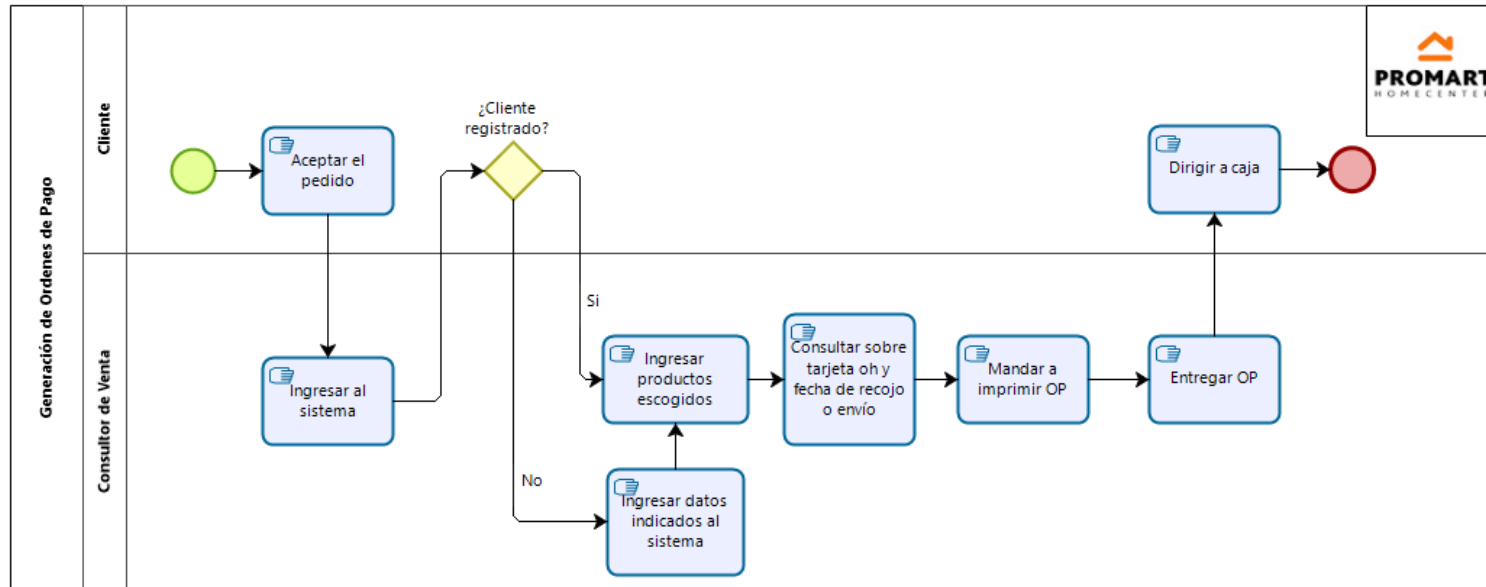 Generación de Ordenes de Pago
Cliente
Aceptar el
pedido
¿Cliente
registrado?
Dirigir a caja
PROMART
HOMECENTER
Consultor de Venta
Ingresar al
sistema
Si
No
Ingresar
productos
escogidos
Ingresar datos
indicados al
sistema
Consultar sobre
tarjeta oh y
fecha de recojo
o envío
Mandar a
imprimir OP
Entregar OP